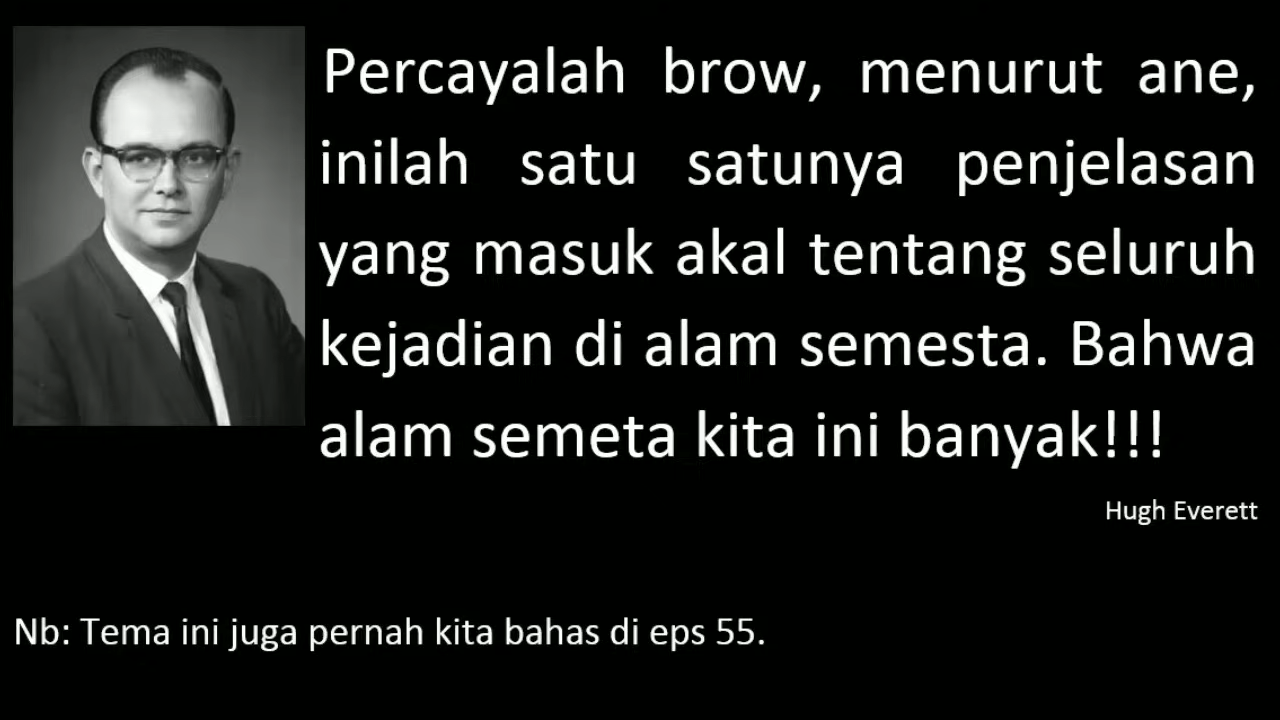 Percayalah brow, menurut ane,
inilah satu satunya penjelasan
yang masuk akal tentang seluruh
kejadian di alam semesta. Bahwa
alam semeta kita ini banyak!!!
Hugh Everett
Nb: Tema ini juga pernah kita bahas di eps 55.